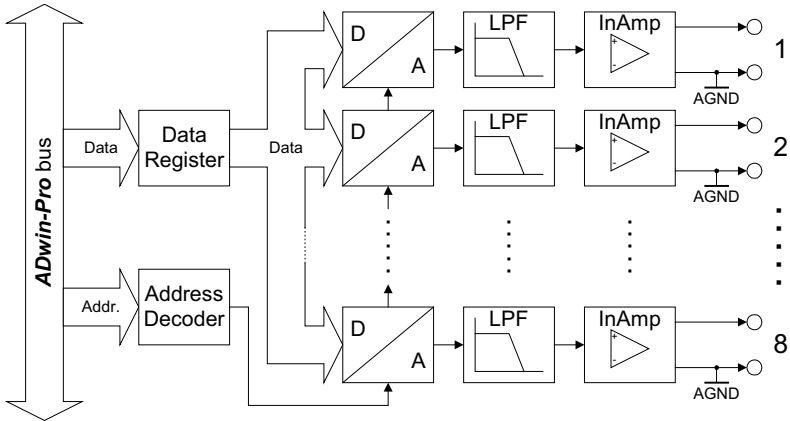 ADwin-Pro bus
Data
Data
Register
Data
Addr.
Address
Decoder
D
A
LPF
InAmp
+
-
AGND
1
D
A
LPF
InAmp
+
-
AGND
2
D
A
LPF
InAmp
+
-
AGND
8